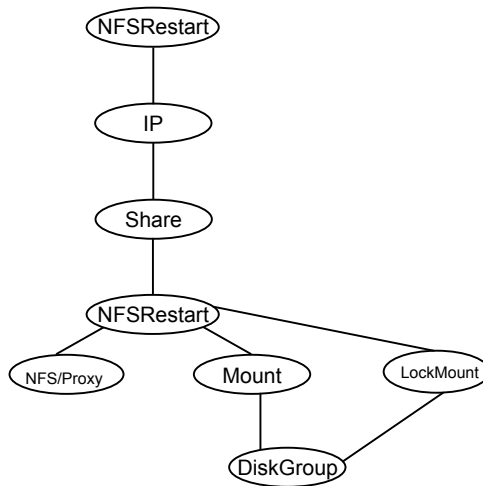 NFSRestart
IP
Share
NFSRestart
NFS/Proxy
Mount
LockMount
DiskGroup